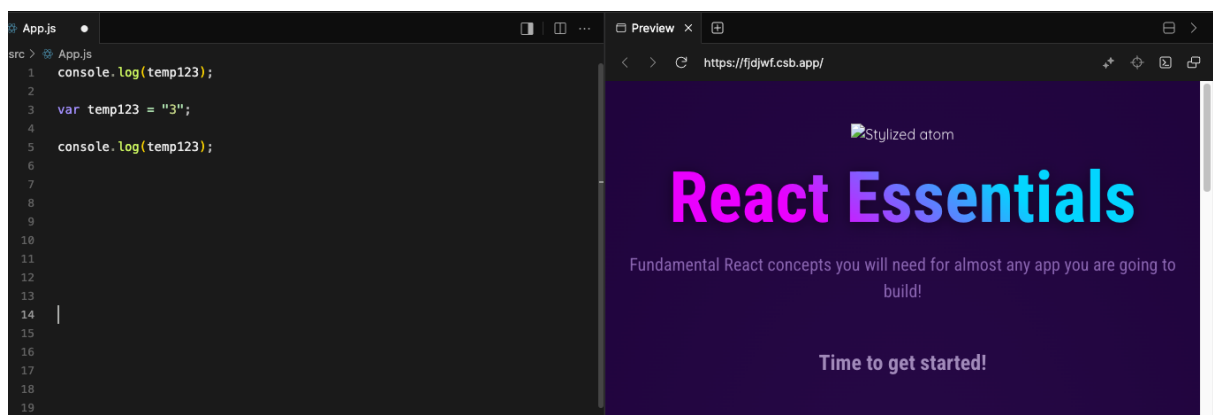 App.js
src > App.js
1 console.log(temp123);
2
3 var temp123 = "3";
4
5 console.log(temp123);
6
7
8
9
10
11
12
13
14
15
16
17
18
19
Preview
https://fjdjwf.csb.app/
Stylized atom
React Essentials
Fundamental React concepts you will need for almost any app you are going to
build!
Time to get started!